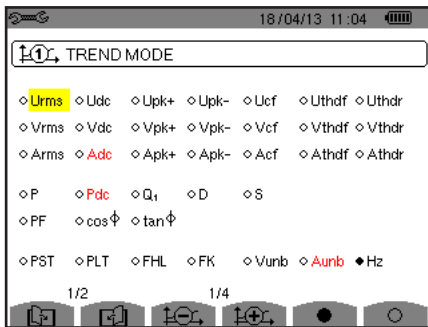 18/04/13 11:04
1 TREND MODE
Urms Udc Upk+ Upk- Ucf Uthdf Uthdr
Vrms Vdc Vpk+ Vpk- Vcf Vthdf Vthdr
Arms Adc Apk+ Apk- Acf Athdf Athdr
P Pdc Q₁ D S
PF cosΦ tanΦ
PST PLT FHL FK Vunb Aunb Hz
1/2 1/4